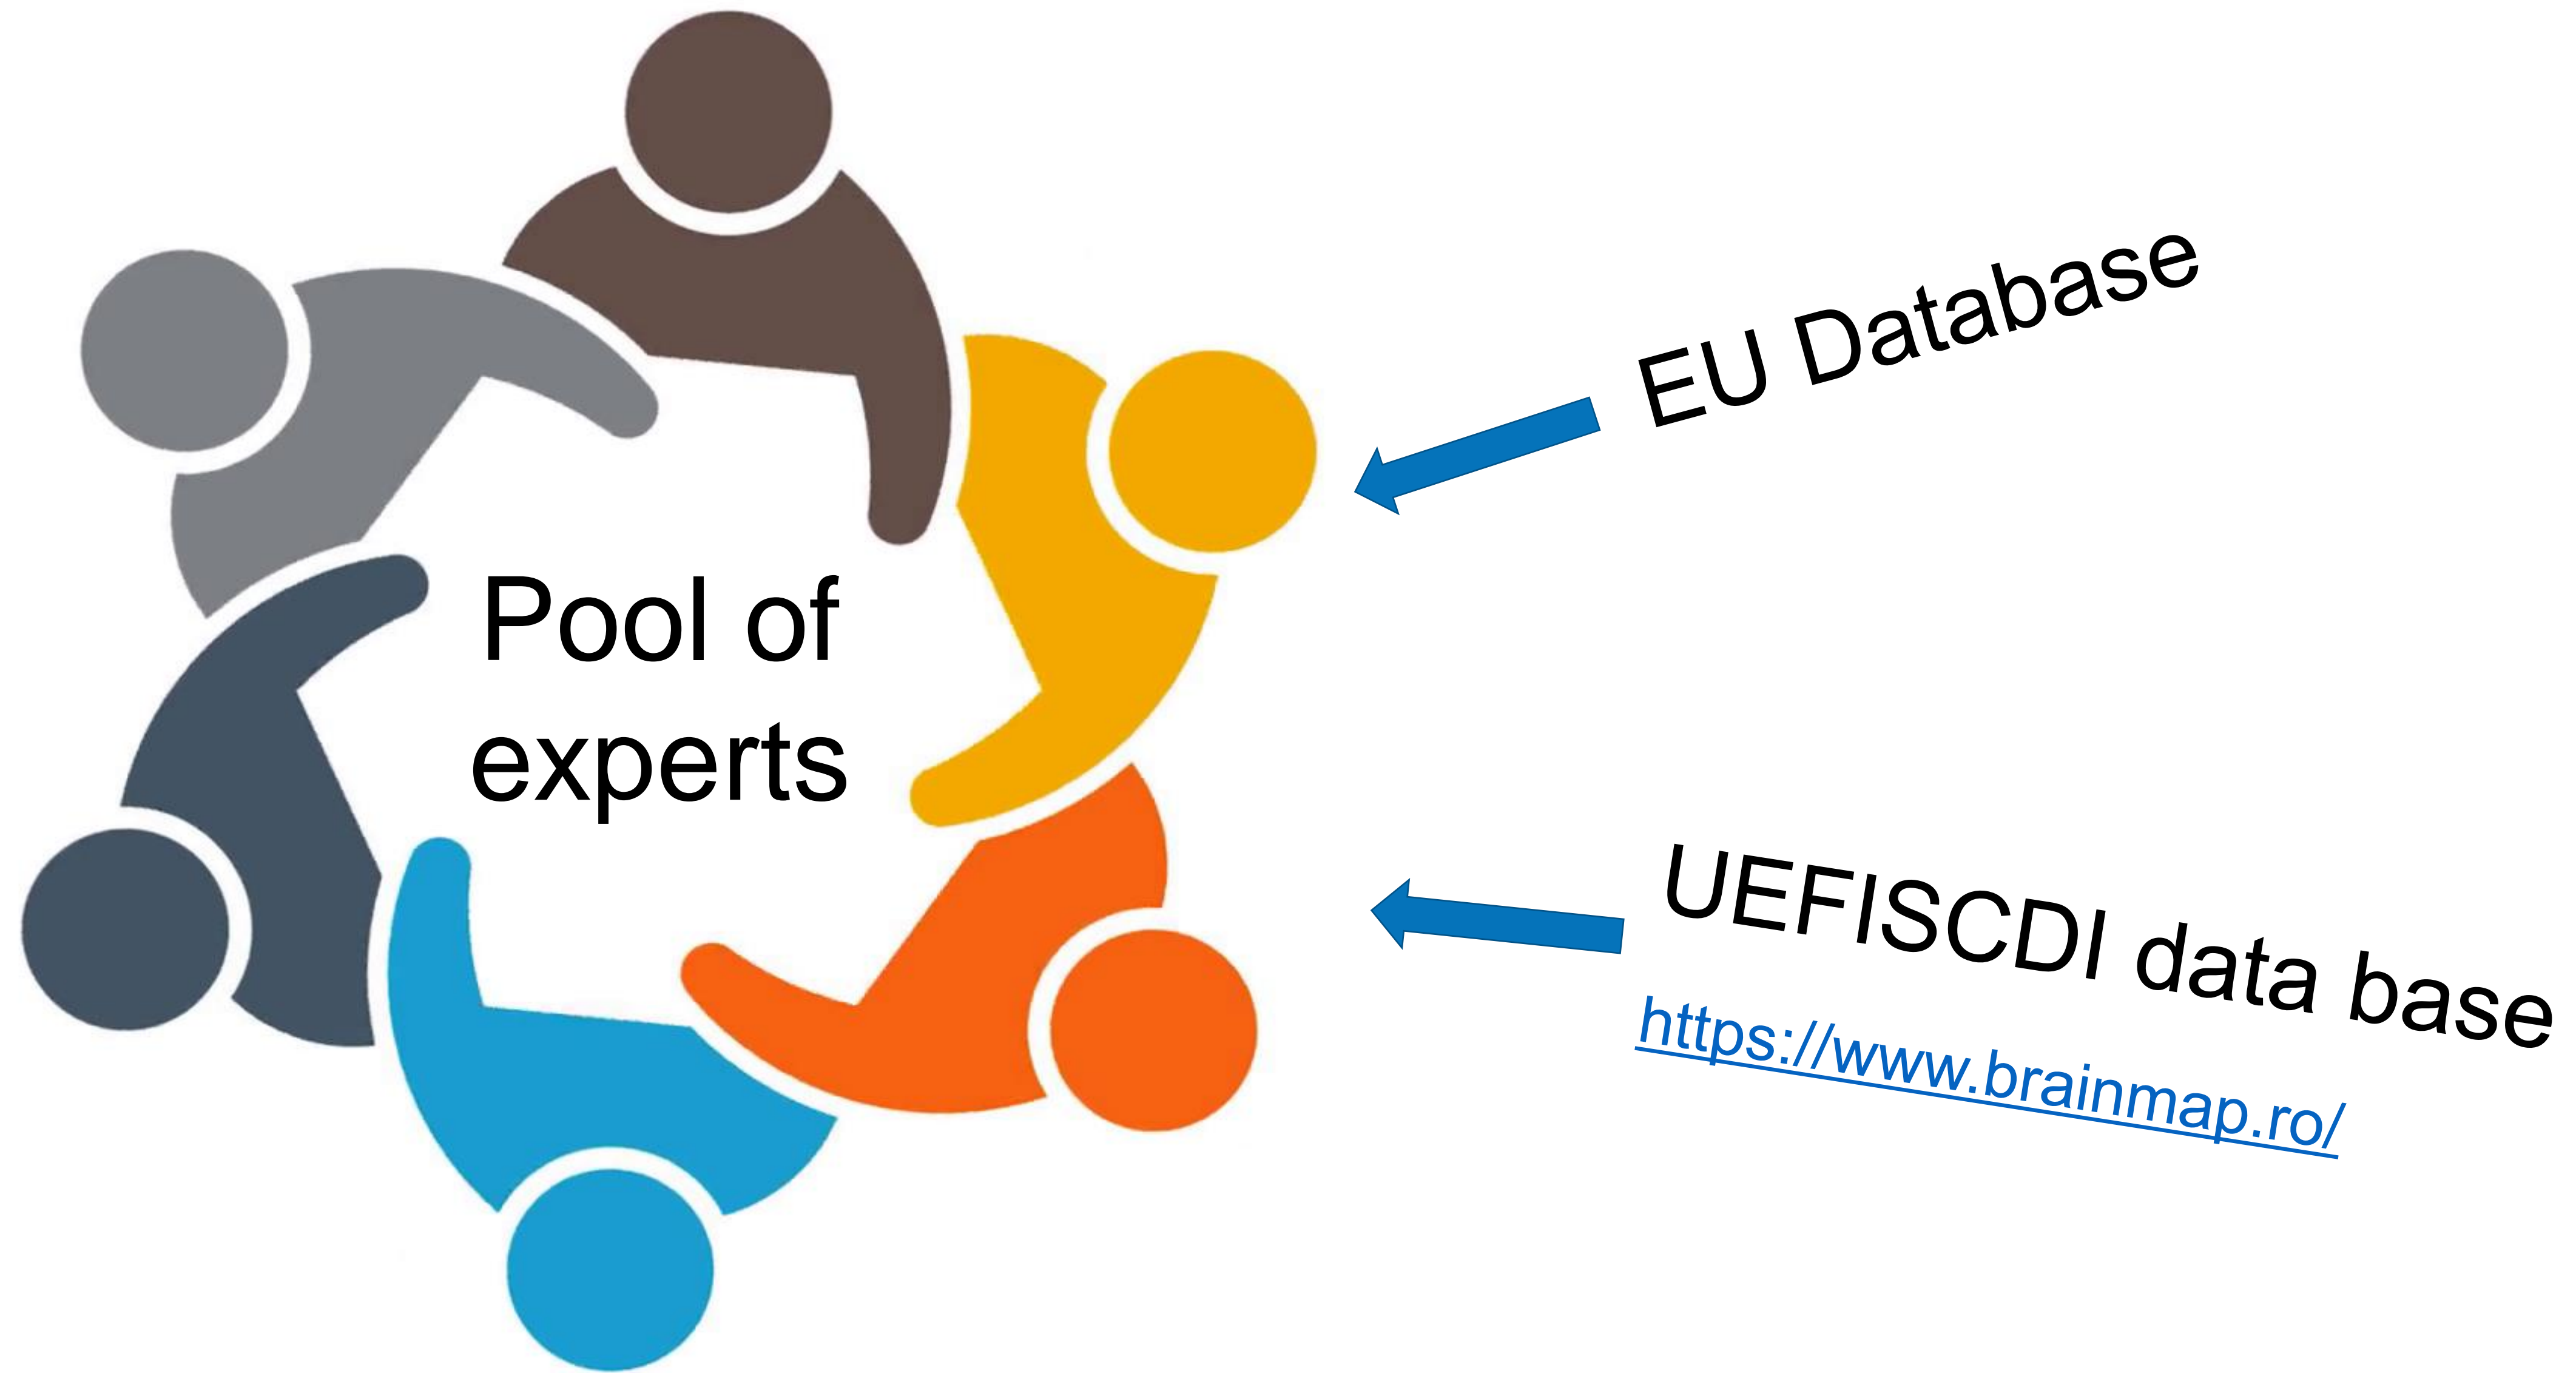 Pool of
experts
EU Database
UEFISCDI data base
https://www.brainmap.ro/